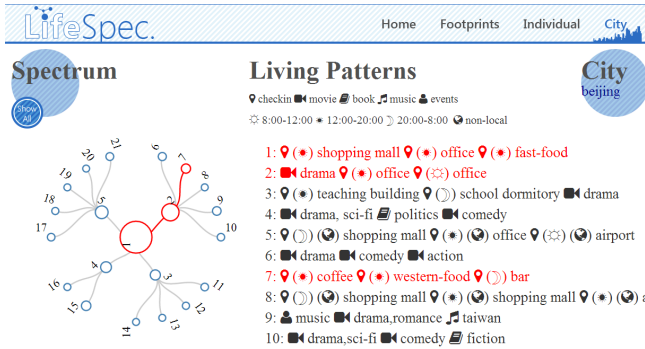 LifeSpec.
Home Footprints Individual City
Spectrum
Living Patterns
City
beijing
Show
All
checkin movie book music events
8:00-12:00 12:00-20:00 20:00-8:00 non-local
1: ( ) shopping mall ( ) office ( ) fast-food
2: drama ( ) office ( ) office
3: ( ) teaching building ( ) school dormitory drama
4: drama, sci-fi politics comedy
5: ( ) ( ) shopping mall ( ) ( ) office ( ) ( ) airport
6: drama comedy action
7: ( ) coffee ( ) western-food ( ) bar
8: ( ) ( ) shopping mall ( ) ( ) shopping mall ( ) (
9: music drama,romance taiwan
10: drama,sci-fi comedy fiction
21
20
19
18
17
5
6
7
8
9
10
2
1
4
3
16
15
14
13
12
11